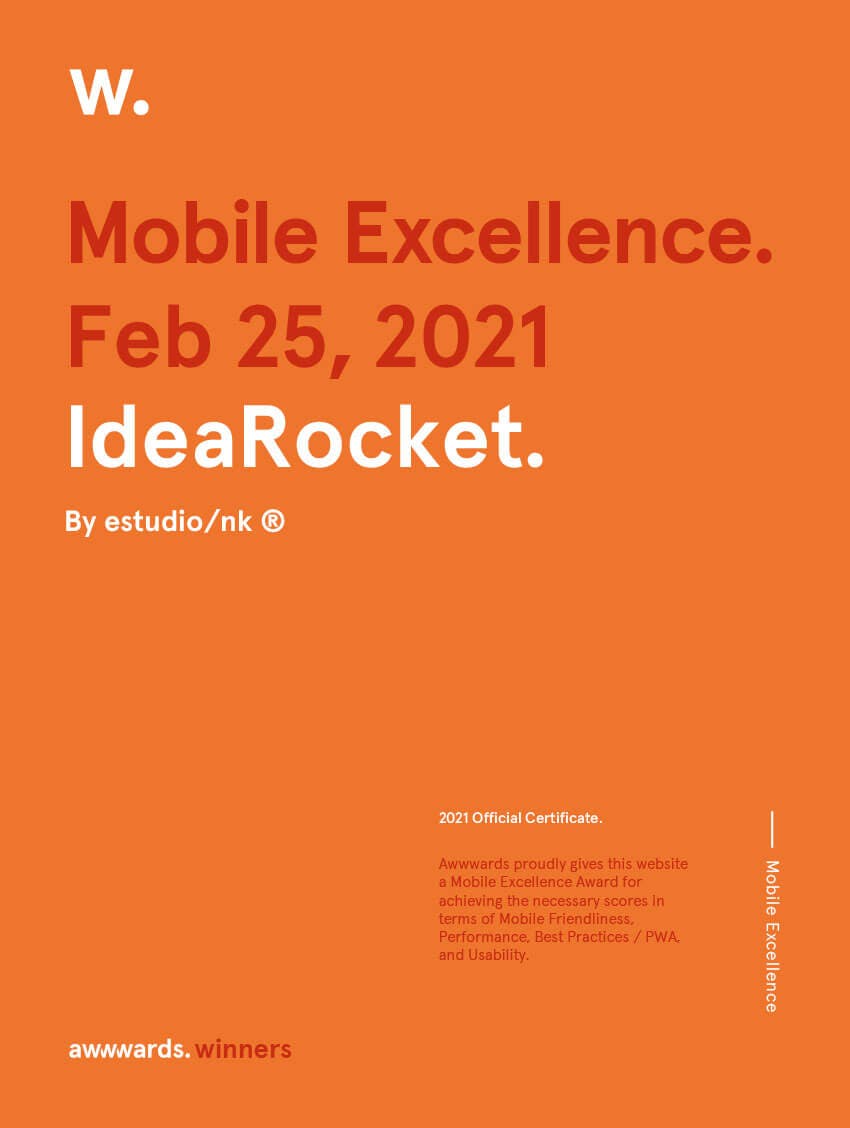 w.
Mobile Excellence.
Feb 25, 2021
IdeaRocket.
By estudio/nk ®
2021 Official Certificate.
Awwwards proudly gives this website
a Mobile Excellence Award for
achieving the necessary scores in
terms of Mobile Friendliness,
Performance, Best Practices / PWA,
and Usability.
Mobile Excellence
awwwards. winners